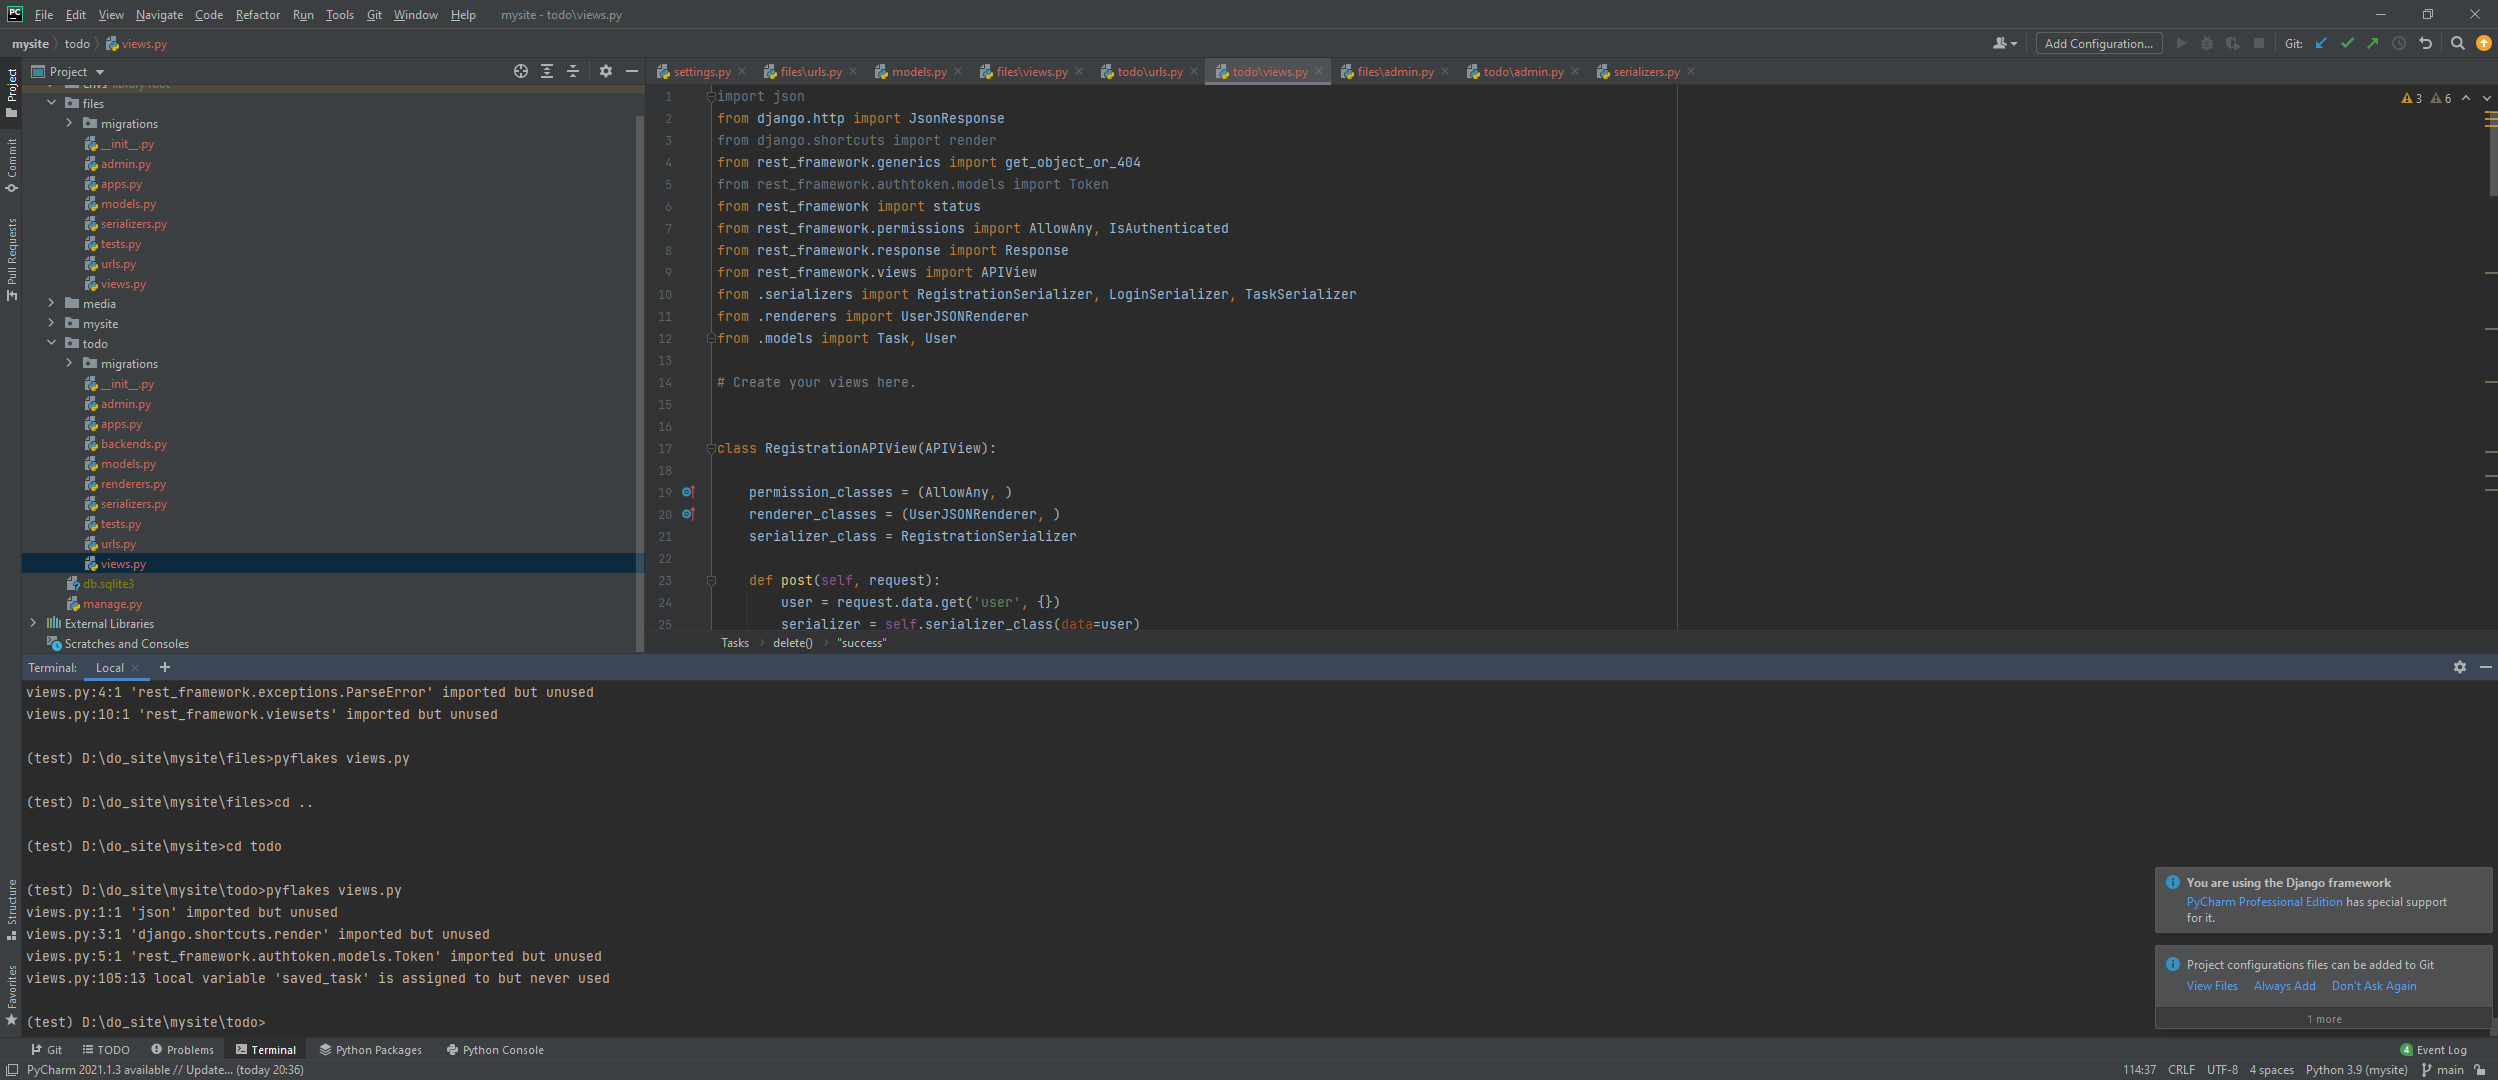 PC File Edit View Navigate Code Refactor Run Tools Git Window Help mysite - todo\views.py
mysite todo views.py Add Configuration... Git:
Project
settings.py files\urls.py models.py files\views.py todo\urls.py todo\views.py files\admin.py todo\admin.py serializers.py
Project
Commit
Pull Requests
Structure
Favorites
envs library root
files
migrations
__init__.py
admin.py
apps.py
models.py
serializers.py
tests.py
urls.py
views.py
media
mysite
todo
migrations
__init__.py
admin.py
apps.py
backends.py
models.py
renderers.py
serializers.py
tests.py
urls.py
views.py
db.sqlite3
manage.py
External Libraries
Scratches and Consoles
3 6
1 import json
2 from django.http import JsonResponse
3 from django.shortcuts import render
4 from rest_framework.generics import get_object_or_404
5 from rest_framework.authtoken.models import Token
6 from rest_framework import status
7 from rest_framework.permissions import AllowAny, IsAuthenticated
8 from rest_framework.response import Response
9 from rest_framework.views import APIView
10 from .serializers import RegistrationSerializer, LoginSerializer, TaskSerializer
11 from .renderers import UserJSONRenderer
12 from .models import Task, User
13
14 # Create your views here.
15
16
17 class RegistrationAPIView(APIView):
18
19 permission_classes = (AllowAny, )
20 renderer_classes = (UserJSONRenderer, )
21 serializer_class = RegistrationSerializer
22
23 def post(self, request):
24 user = request.data.get('user', {})
25 serializer = self.serializer_class(data=user)
Tasks delete() "success"
Terminal: Local
views.py:4:1 'rest_framework.exceptions.ParseError' imported but unused
views.py:10:1 'rest_framework.viewsets' imported but unused
(test) D:\do_site\mysite\files>pyflakes views.py
(test) D:\do_site\mysite\files>cd ..
(test) D:\do_site\mysite>cd todo
(test) D:\do_site\mysite\todo>pyflakes views.py
views.py:1:1 'json' imported but unused
views.py:3:1 'django.shortcuts.render' imported but unused
views.py:5:1 'rest_framework.authtoken.models.Token' imported but unused
views.py:105:13 local variable 'saved_task' is assigned to but never used
(test) D:\do_site\mysite\todo>
You are using the Django framework
PyCharm Professional Edition has special support
for it.
Project configurations files can be added to Git
View Files Always Add Don't Ask Again
1 more
Git TODO Problems Terminal Python Packages Python Console 4 Event Log
PyCharm 2021.1.3 available // Update... (today 20:36) 114:37 CRLF UTF-8 4 spaces Python 3.9 (mysite) main